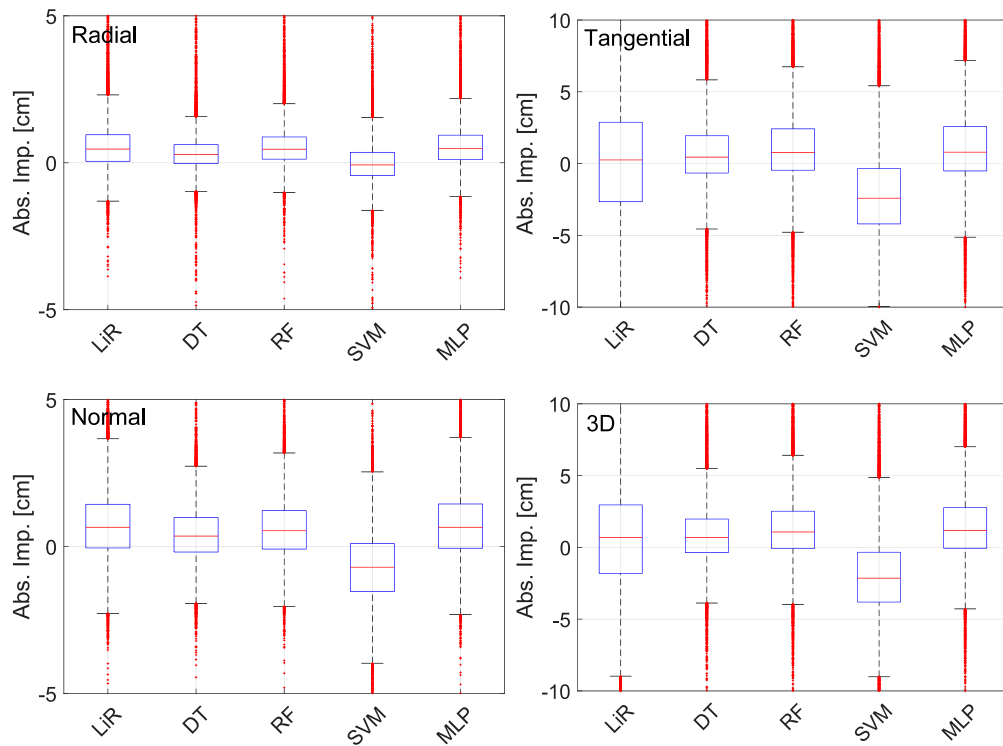 Radial
Abs. Imp. [cm]
5
0
-5
LiR
DT
RF
SVM
MLP
Tangential
Abs. Imp. [cm]
10
5
0
-5
-10
LiR
DT
RF
SVM
MLP
Normal
Abs. Imp. [cm]
5
0
-5
LiR
DT
RF
SVM
MLP
3D
Abs. Imp. [cm]
10
5
0
-5
-10
LiR
DT
RF
SVM
MLP